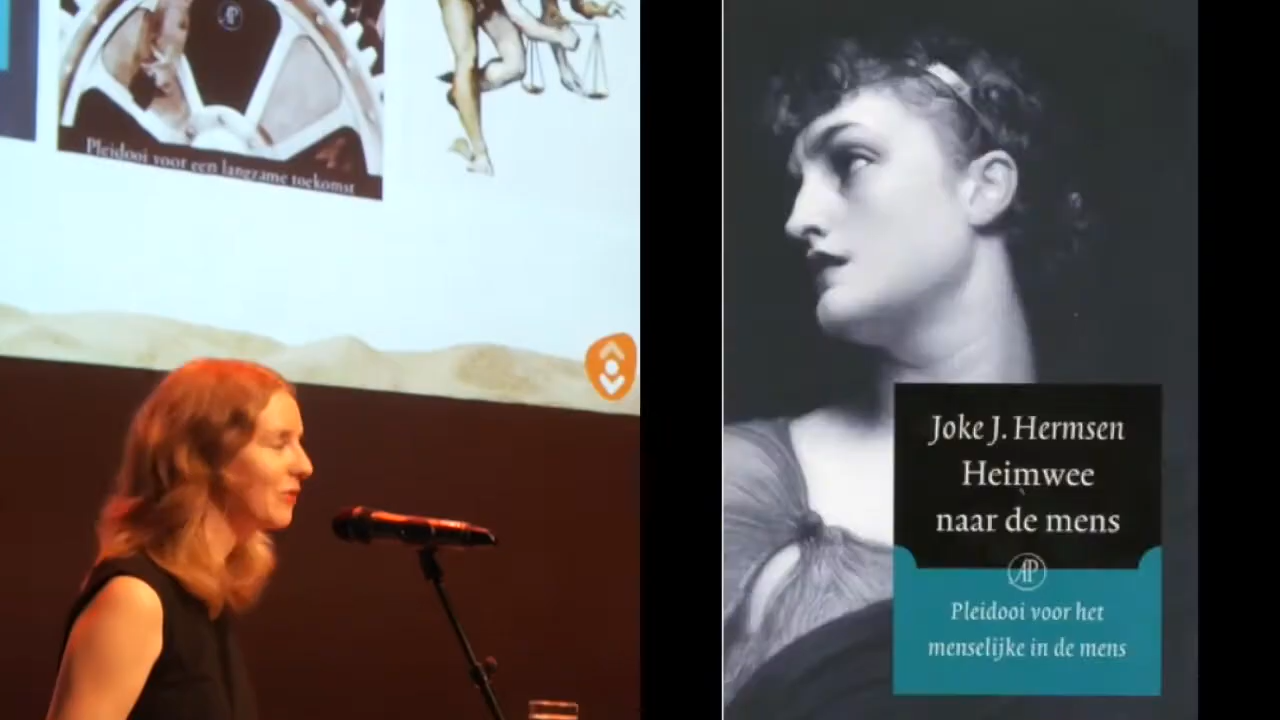 AP
Pleidooi voor een langzame toekomst
Joke J. Hermsen
Heimwee
naar de mens
AP
Pleidooi voor het
menselijke in de mens